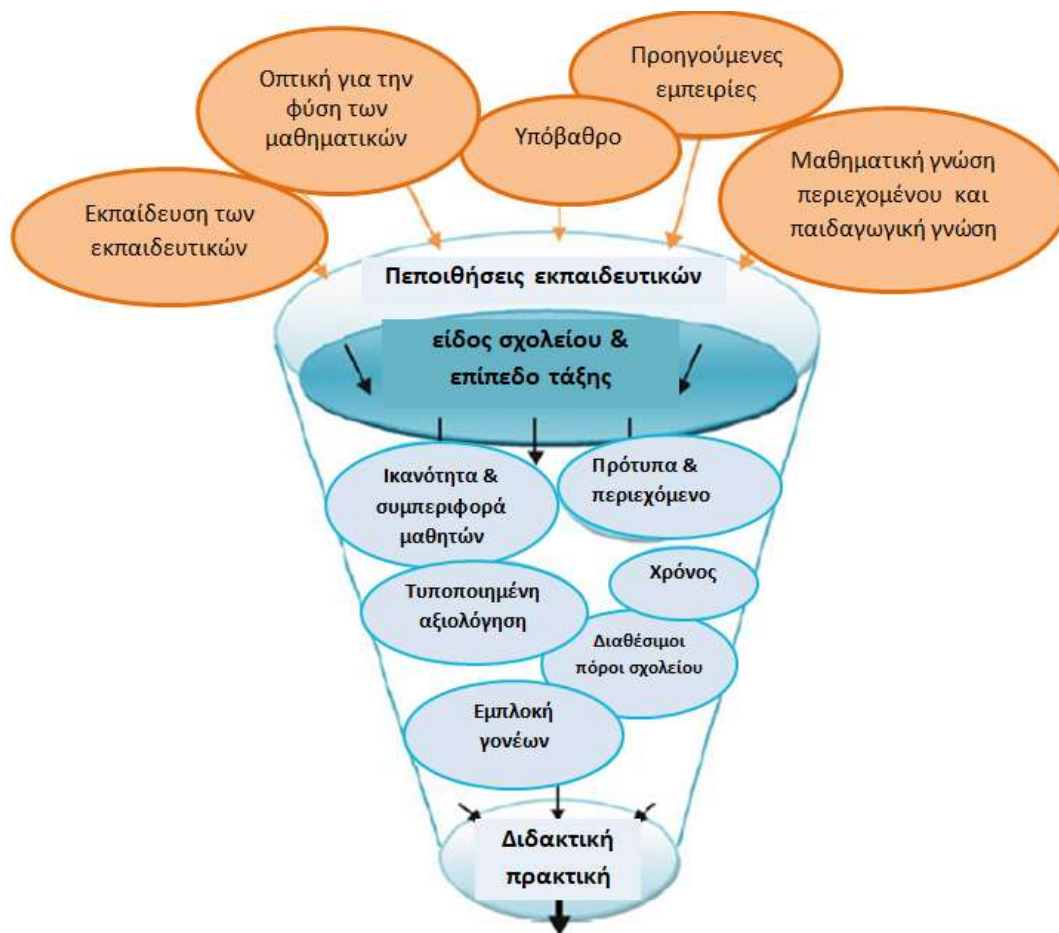 Προηγούμενες
εμπειρίες
Οπτική για την
φύση των
μαθηματικών
Υπόβαθρο
Μαθηματική γνώση
περιεχομένου και
παιδαγωγική γνώση
Εκπαίδευση των
εκπαιδευτικών
Πεποιθήσεις εκπαιδευτικών
είδος σχολείου &
επίπεδο τάξης
Ικανότητα &
συμπεριφορά
μαθητών
Πρότυπα &
περιεχόμενο
Χρόνος
Τυποποιημένη
αξιολόγηση
Διαθέσιμοι
πόροι σχολείου
Εμπλοκή
γονέων
Διδακτική
πρακτική